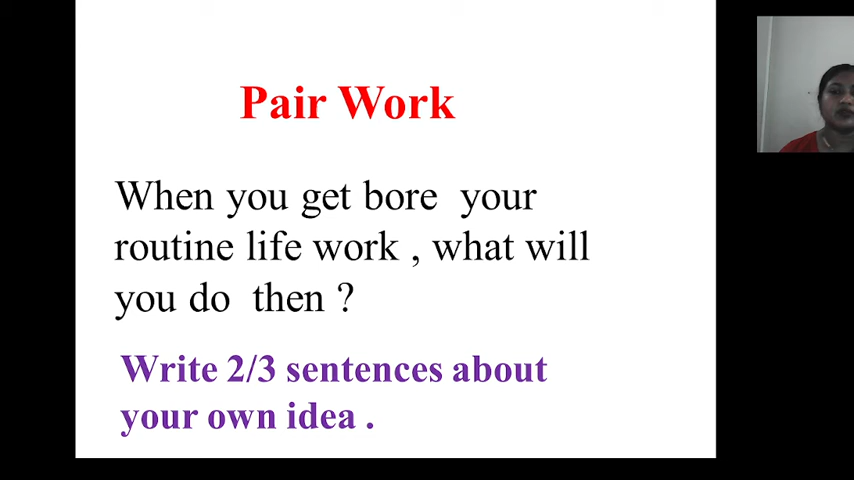 Pair Work
When you get bore your
routine life work , what will
you do then ?
Write 2/3 sentences about
your own idea .